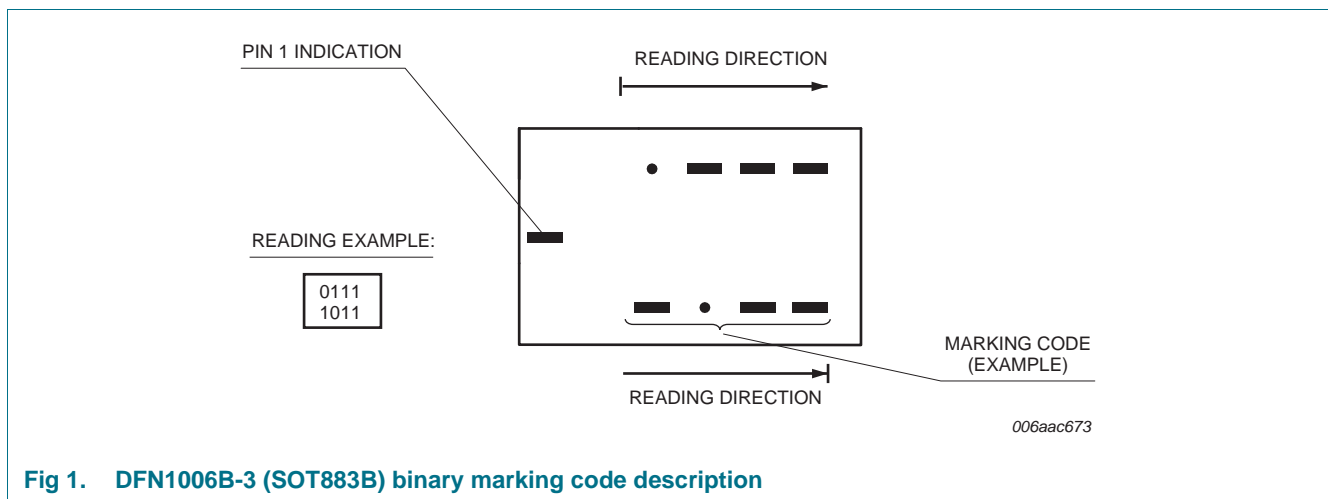 PIN 1 INDICATION
READING DIRECTION
READING EXAMPLE:
0111
1011
MARKING CODE
(EXAMPLE)
READING DIRECTION
006aac673
Fig 1. DFN1006B-3 (SOT883B) binary marking code description